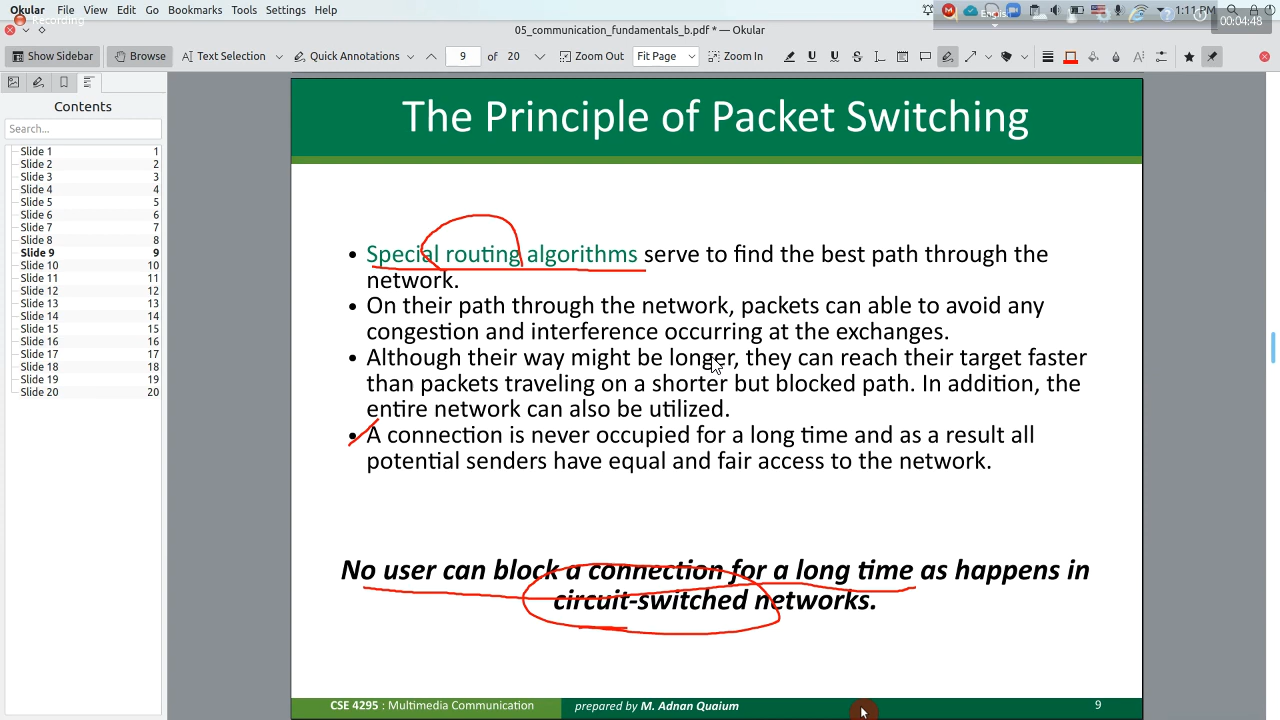 Okular File View Edit Go Bookmarks Tools Settings Help
1:11 PM
Recording
English
00:04:48
05_communication_fundamentals_b.pdf * — Okular
Show Sidebar Browse Text Selection Quick Annotations 9 of 20 Zoom Out Fit Page Zoom In
Contents
Search...
Slide 1 1
Slide 2 2
Slide 3 3
Slide 4 4
Slide 5 5
Slide 6 6
Slide 7 7
Slide 8 8
Slide 9 9
Slide 10 10
Slide 11 11
Slide 12 12
Slide 13 13
Slide 14 14
Slide 15 15
Slide 16 16
Slide 17 17
Slide 18 18
Slide 19 19
Slide 20 20
The Principle of Packet Switching
• Special routing algorithms serve to find the best path through the
network.
• On their path through the network, packets can able to avoid any
congestion and interference occurring at the exchanges.
• Although their way might be longer, they can reach their target faster
than packets traveling on a shorter but blocked path. In addition, the
entire network can also be utilized.
• A connection is never occupied for a long time and as a result all
potential senders have equal and fair access to the network.
No user can block a connection for a long time as happens in
circuit-switched networks.
CSE 4295 : Multimedia Communication prepared by M. Adnan Quaium 9